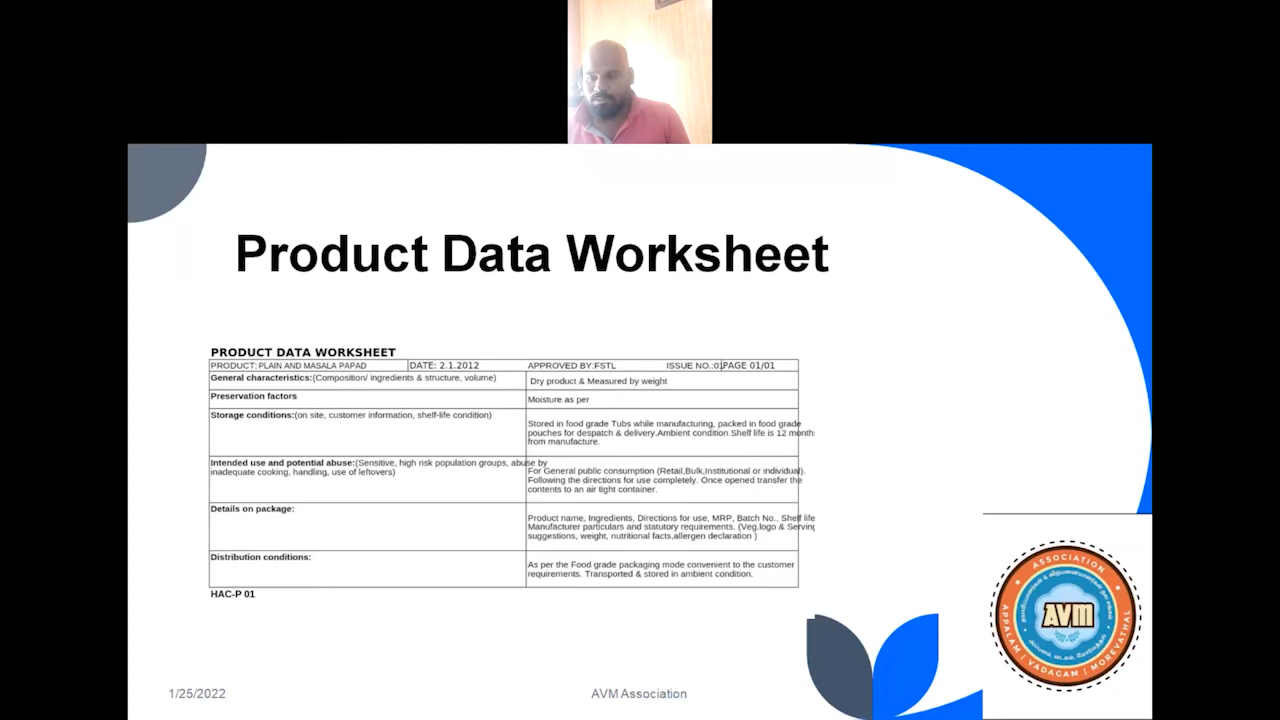 Product Data Worksheet
PRODUCT DATA WORKSHEET
PRODUCT: PLAIN AND MASALA PAPAD DATE: 2.1.2012 APPROVED BY:FSTL ISSUE NO.:01 PAGE 01/01
General characteristics:(Composition/ ingredients & structure, volume)
Dry product & Measured by weight
Preservation factors
Moisture as per
Storage conditions:(on site, customer information, shelf-life condition)
Stored in food grade Tubs while manufacturing, packed in food grade
pouches for despatch & delivery.Ambient condition.Shelf life is 12 months
from manufacture.
Intended use and potential abuse:(Sensitive, high risk population groups, abuse by
inadequate cooking, handling, use of leftovers)
For General public consumption (Retail,Bulk,Institutional or individual).
Following the directions for use completely. Once opened transfer the
contents to an air tight container.
Details on package:
Product name, Ingredients, Directions for use, MRP, Batch No., Shelf life
Manufacturer particulars and statutory requirements. (Veg.logo & Serving
suggestions, weight, nutritional facts,allergen declaration )
Distribution conditions:
As per the Food grade packaging mode convenient to the customer
requirements. Transported & stored in ambient condition.
HAC-P 01
ASSOCIATION
AVM
அப்பளம், வடகம், மோர்வத்தல்
APPALAM | VADAGAM | MOREVATHAL
1/25/2022
AVM Association